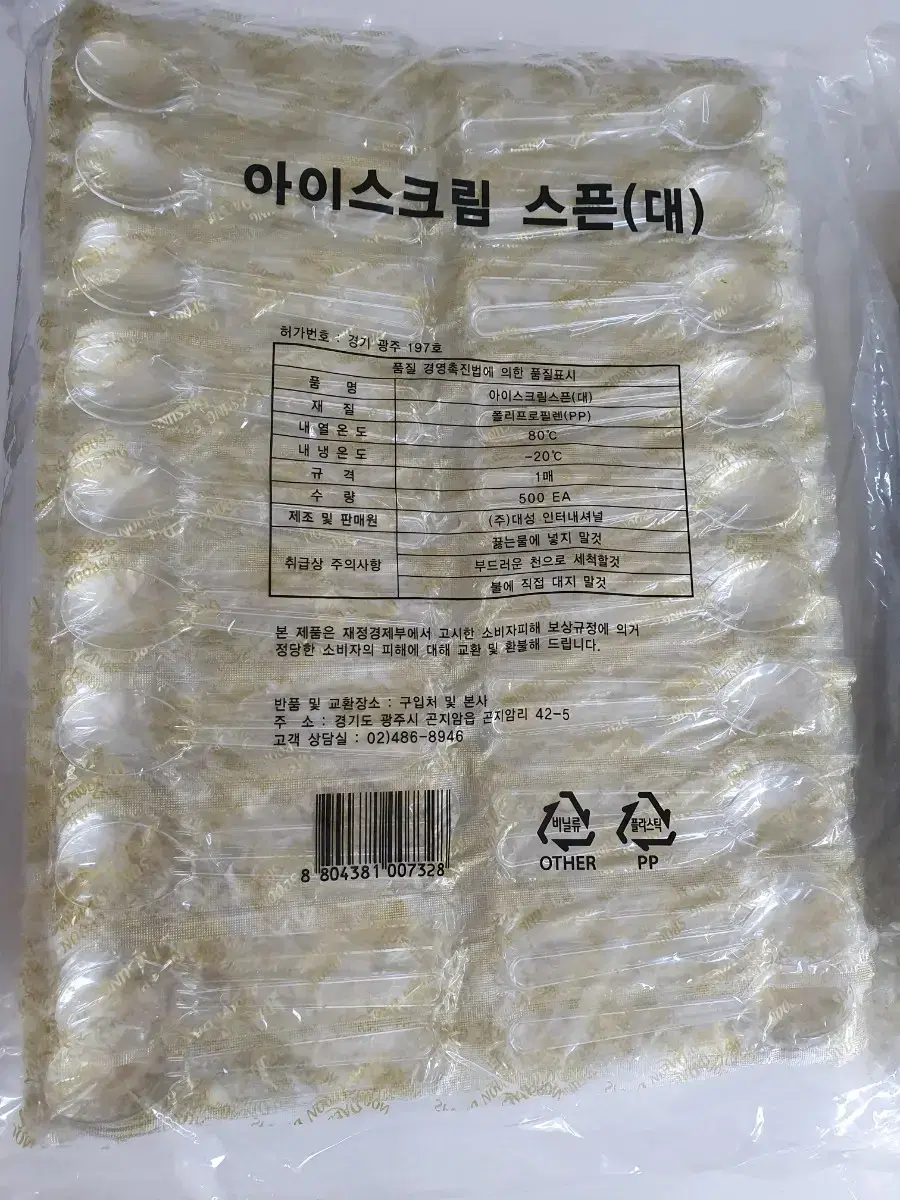 아이스크림 스픈(대)
허가번호 : 경기 광주 197호
품질 경영촉진법에 의한 품질표시
품 명 아이스크림스픈(대)
재 질 폴리프로필렌(PP)
내 열 온 도 80℃
내 냉 온 도 -20℃
규 격 1매
수 량 500 EA
제조 및 판매원 (주)대성 인터내셔널
취급상 주의사항 끓는물에 넣지 말것
부드러운 천으로 세척할것
불에 직접 대지 말것
본 제품은 재정경제부에서 고시한 소비자피해 보상규정에 의거
정당한 소비자의 피해에 대해 교환 및 환불해 드립니다.
반품 및 교환장소 : 구입처 및 본사
주 소 : 경기도 광주시 곤지암읍 곤지암리 42-5
고객 상담실 : 02)486-8946
8 804381 007328
비닐류 플라스틱
OTHER PP